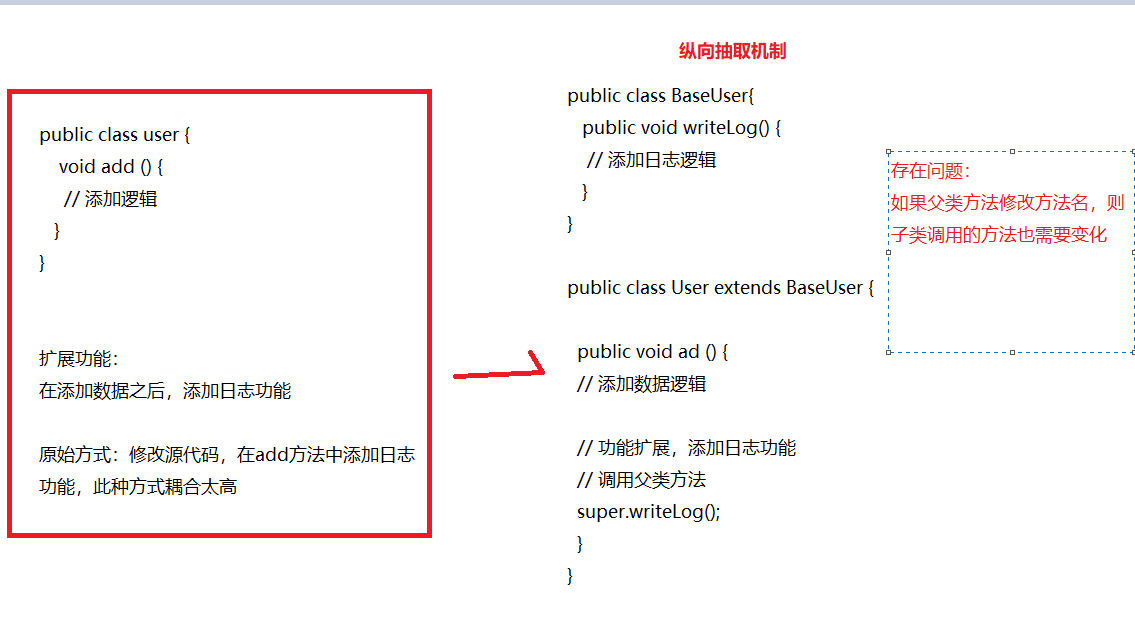 public class user {
void add () {
// 添加逻辑
}
}
扩展功能：
在添加数据之后，添加日志功能
原始方式：修改源代码，在add方法中添加日志
功能，此种方式耦合太高
纵向抽取机制
public class BaseUser{
public void writeLog() {
// 添加日志逻辑
}
}
public class User extends BaseUser {
public void ad () {
// 添加数据逻辑
// 功能扩展，添加日志功能
// 调用父类方法
super.writeLog();
}
}
存在问题：
如果父类方法修改方法名，则
子类调用的方法也需要变化